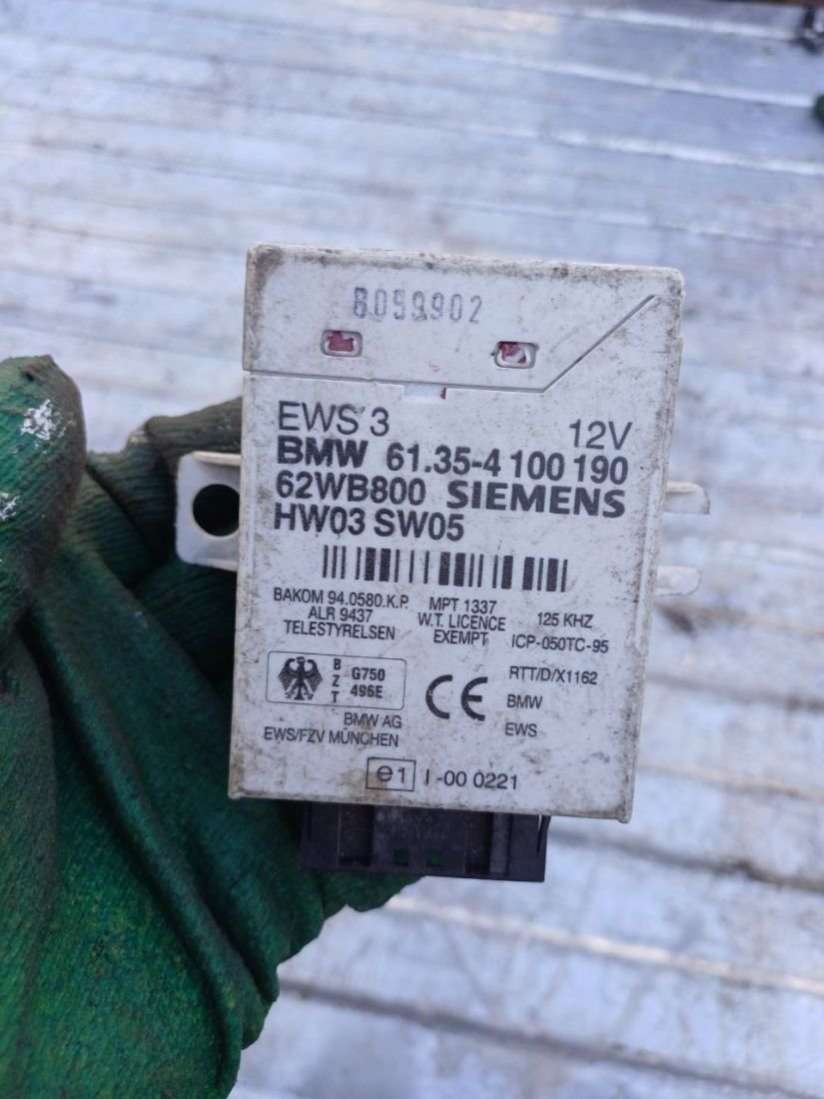 8059902
EWS 3 12V
BMW 61.35-4 100 190
62WB800 SIEMENS
HW03 SW05
BAKOM 94.0580.K.P. MPT 1337 125 KHZ
ALR 9437 W.T. LICENCE
TELESTYRELSEN EXEMPT ICP-050TC-95
B Z T G750 496E
CE
RTT/D/X1162
BMW
EWS
BMW AG
EWS/FZV MÜNCHEN
e1 I-00 0221